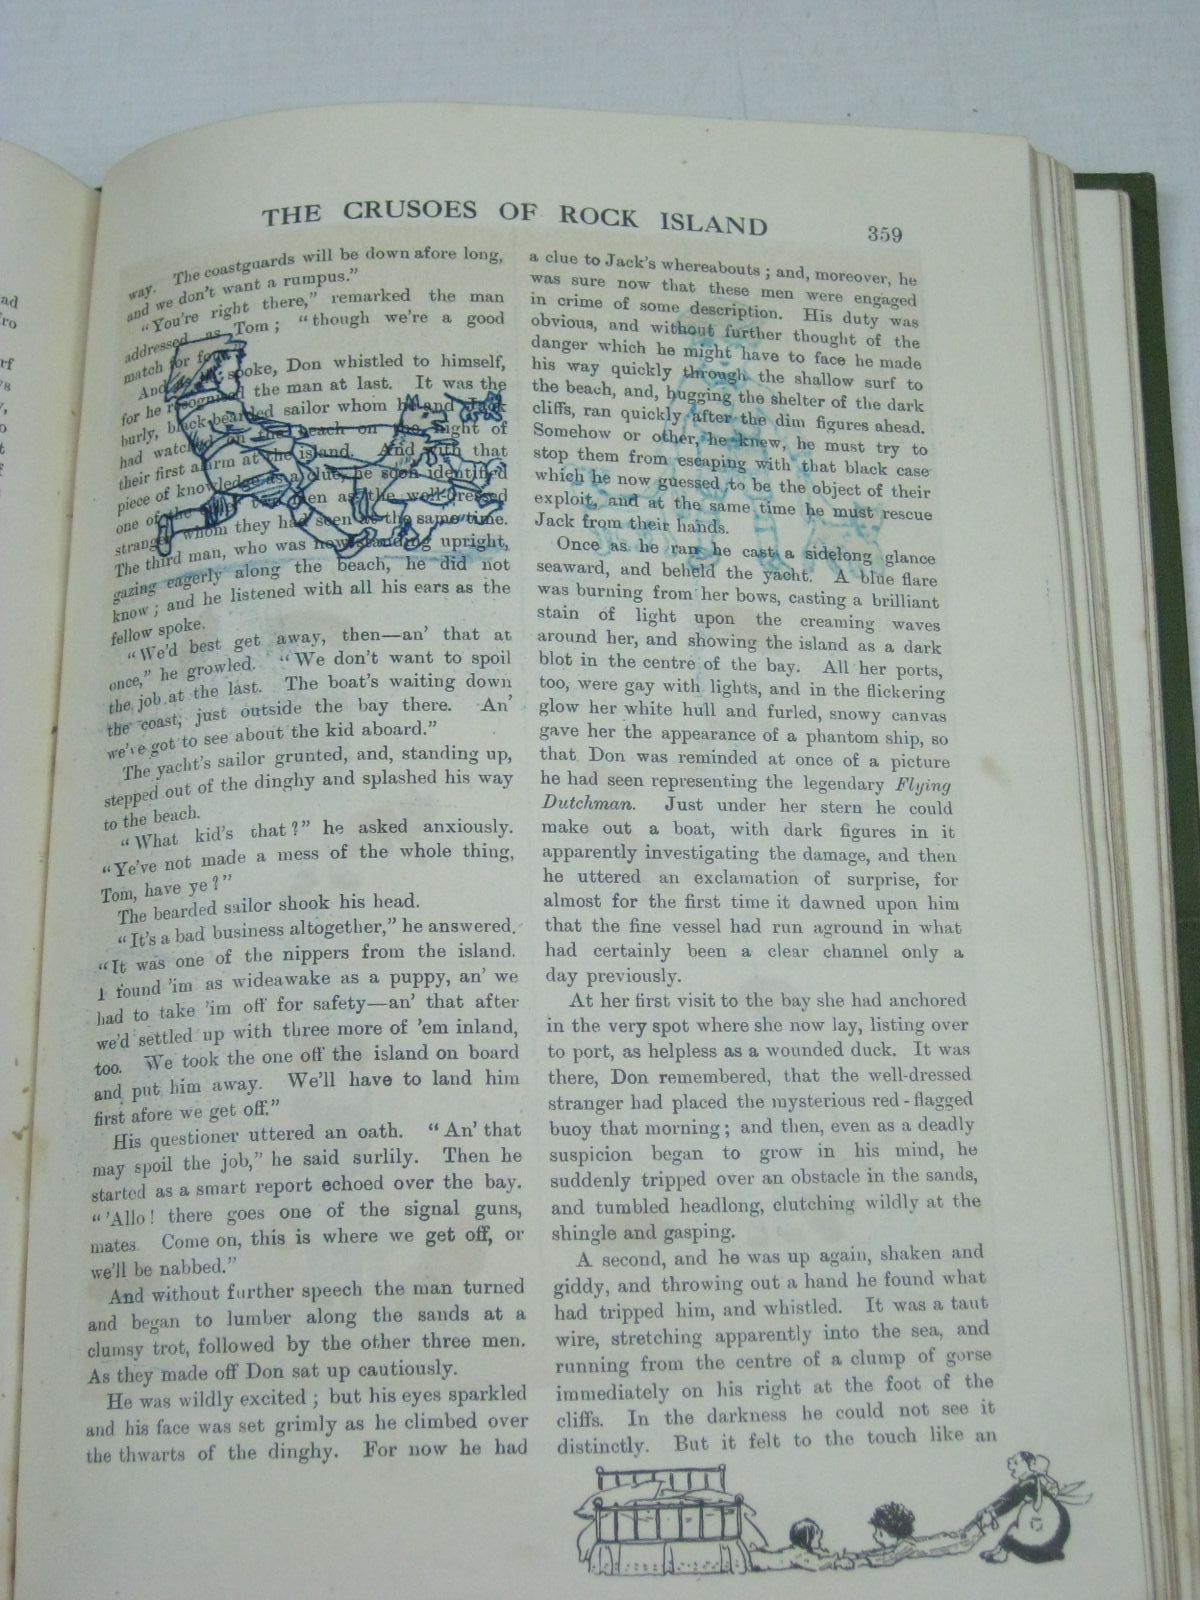 THE CRUSOES OF ROCK ISLAND
359
way. The coastguards will be down afore long,
and we don't want a rumpus."
"You're right there," remarked the man
addressed as Tom; "though we're a good
match for four."
And as he spoke, Don whistled to himself,
for he recognised the man at last. It was the
burly, black-bearded sailor whom he and Jack
had watched on the beach on the night of
their first alarm at the island. And with that
piece of knowledge as a clue, he soon identified
one of the other two men as the well-dressed
stranger whom they had seen at the same time.
The third man, who was now standing upright,
gazing eagerly along the beach, he did not
know; and he listened with all his ears as the
fellow spoke.
"We'd best get away, then—an' that at
once," he growled. "We don't want to spoil
the job at the last. The boat's waiting down
the coast, just outside the bay there. An'
we've got to see about the kid aboard."
The yacht's sailor grunted, and, standing up,
stepped out of the dinghy and splashed his way
to the beach.
"What kid's that?" he asked anxiously.
"Ye've not made a mess of the whole thing,
Tom, have ye?"
The bearded sailor shook his head.
"It's a bad business altogether," he answered.
"It was one of the nippers from the island.
I found 'im as wideawake as a puppy, an' we
had to take 'im off for safety—an' that after
we'd settled up with three more of 'em inland,
too. We took the one off the island on board
and put him away. We'll have to land him
first afore we get off."
His questioner uttered an oath. "An' that
may spoil the job," he said surlily. Then he
started as a smart report echoed over the bay.
"'Allo! there goes one of the signal guns,
mates. Come on, this is where we get off, or
we'll be nabbed."
And without further speech the man turned
and began to lumber along the sands at a
clumsy trot, followed by the other three men.
As they made off Don sat up cautiously.
He was wildly excited; but his eyes sparkled
and his face was set grimly as he climbed over
the thwarts of the dinghy. For now he had
a clue to Jack's whereabouts; and, moreover, he
was sure now that these men were engaged
in crime of some description. His duty was
obvious, and without further thought of the
danger which he might have to face he made
his way quickly through the shallow surf to
the beach, and, hugging the shelter of the dark
cliffs, ran quickly after the dim figures ahead.
Somehow or other, he knew, he must try to
stop them from escaping with that black case
which he now guessed to be the object of their
exploit, and at the same time he must rescue
Jack from their hands.
Once as he ran he cast a sidelong glance
seaward, and beheld the yacht. A blue flare
was burning from her bows, casting a brilliant
stain of light upon the creaming waves
around her, and showing the island as a dark
blot in the centre of the bay. All her ports,
too, were gay with lights, and in the flickering
glow her white hull and furled, snowy canvas
gave her the appearance of a phantom ship, so
that Don was reminded at once of a picture
he had seen representing the legendary Flying
Dutchman. Just under her stern he could
make out a boat, with dark figures in it
apparently investigating the damage, and then
he uttered an exclamation of surprise, for
almost for the first time it dawned upon him
that the fine vessel had run aground in what
had certainly been a clear channel only a
day previously.
At her first visit to the bay she had anchored
in the very spot where she now lay, listing over
to port, as helpless as a wounded duck. It was
there, Don remembered, that the well-dressed
stranger had placed the mysterious red-flagged
buoy that morning; and then, even as a deadly
suspicion began to grow in his mind, he
suddenly tripped over an obstacle in the sands,
and tumbled headlong, clutching wildly at the
shingle and gasping.
A second, and he was up again, shaken and
giddy, and throwing out a hand he found what
had tripped him, and whistled. It was a taut
wire, stretching apparently into the sea, and
running from the centre of a clump of gorse
immediately on his right at the foot of the
cliffs. In the darkness he could not see it
distinctly. But it felt to the touch like an